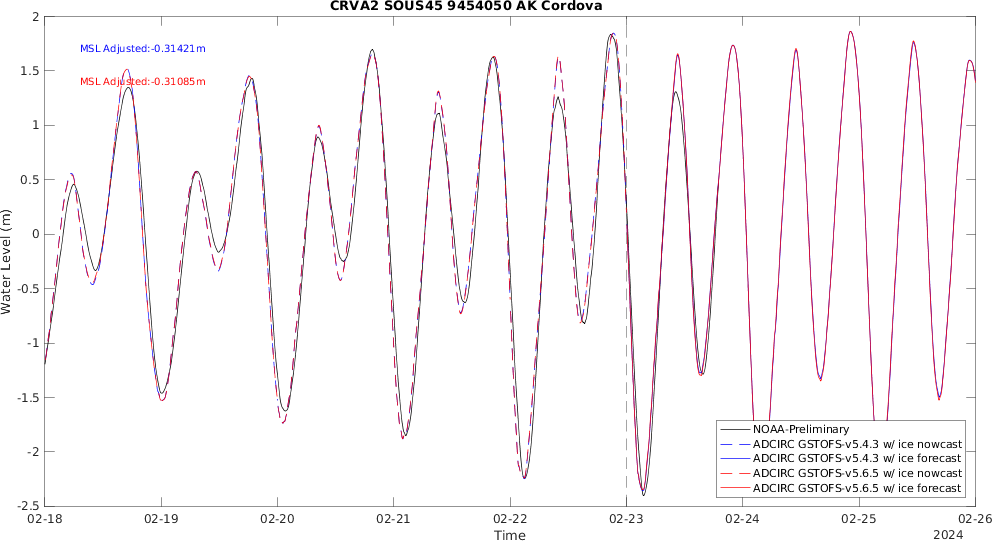 CRVA2 SOUS45 9454050 AK Cordova
MSL Adjusted:-0.31421m
MSL Adjusted:-0.31085m
Water Level (m)
2
1.5
1
0.5
0
-0.5
-1
-1.5
-2
-2.5
NOAA-Preliminary
ADCIRC GSTOFS-v5.4.3 w/ ice nowcast
ADCIRC GSTOFS-v5.4.3 w/ ice forecast
ADCIRC GSTOFS-v5.6.5 w/ ice nowcast
ADCIRC GSTOFS-v5.6.5 w/ ice forecast
02-18 02-19 02-20 02-21 02-22 02-23 02-24 02-25 02-26
Time
2024